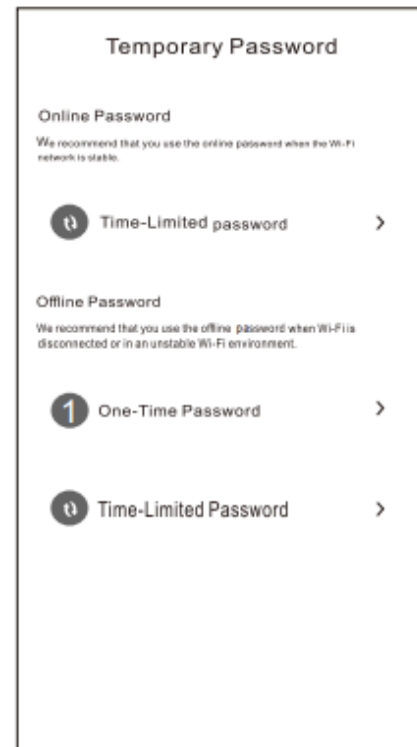 Temporary Password
Online Password
We recommend that you use the online password when the Wi-Fi
network is stable.
Time-Limited password
Offline Password
We recommend that you use the offline password when Wi-Fi is
disconnected or in an unstable Wi-Fi environment.
1 One-Time Password
Time-Limited Password